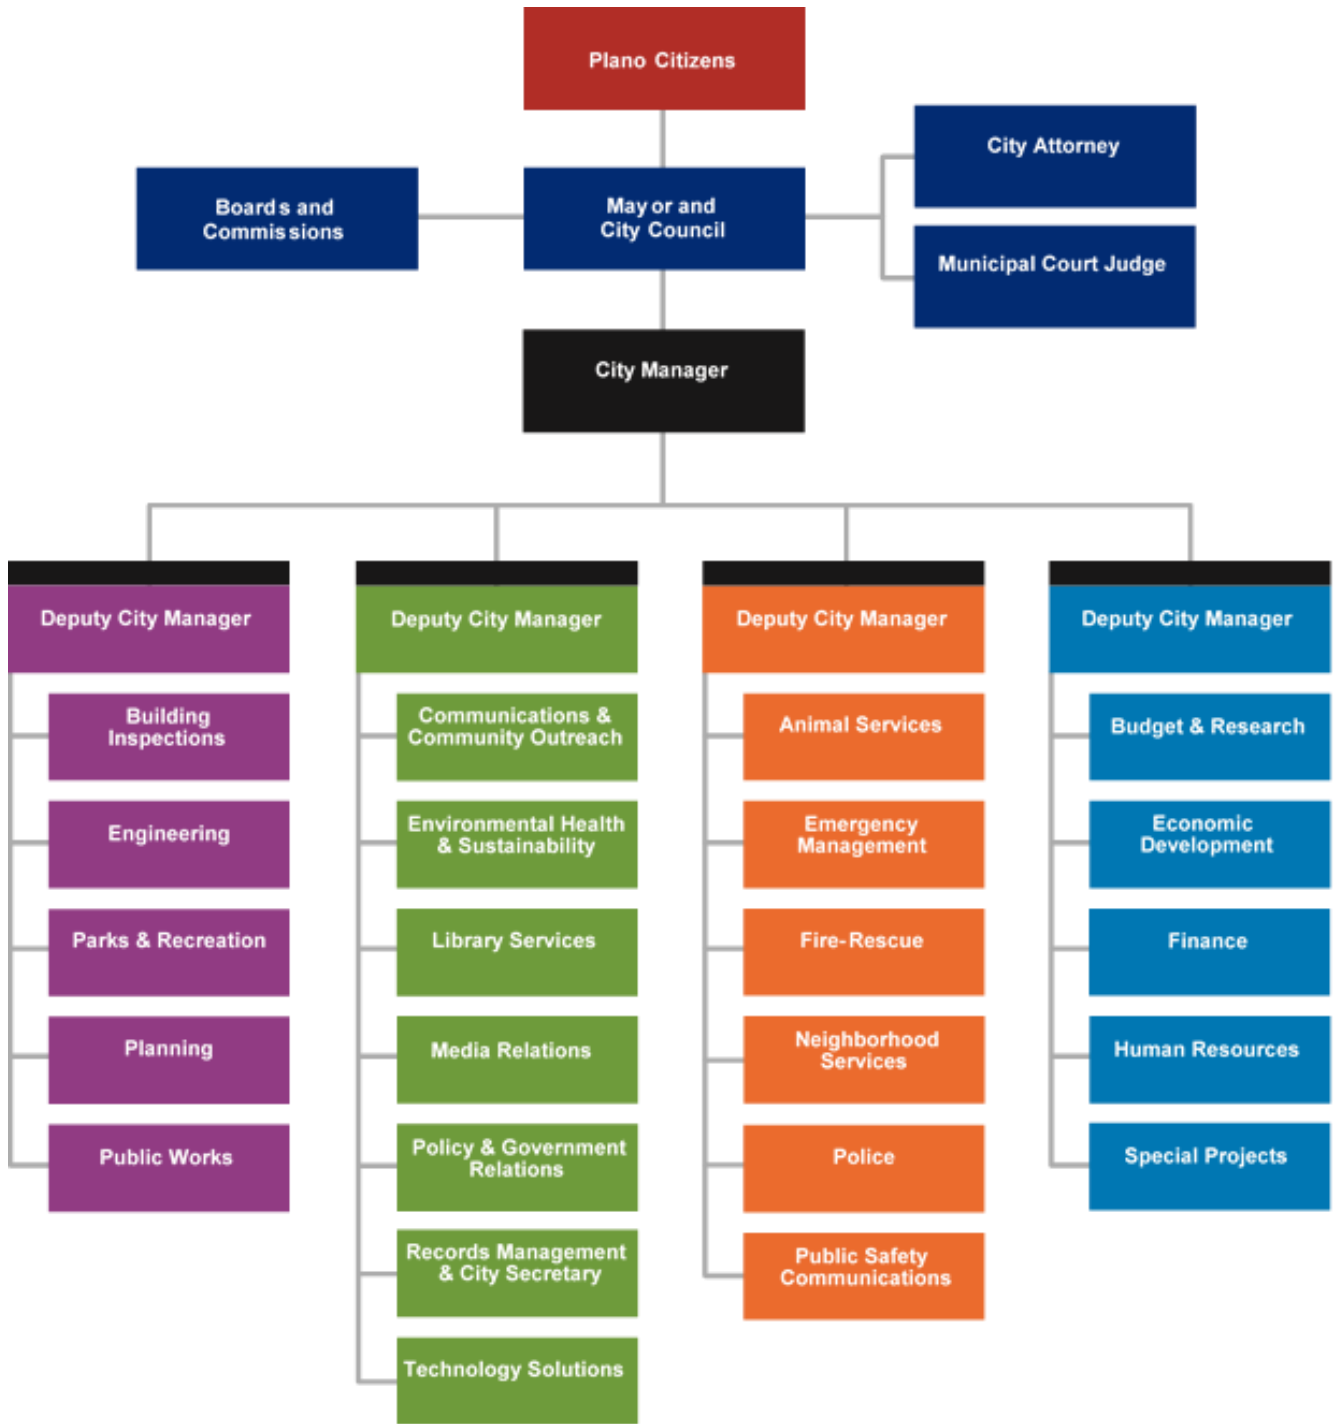 Plano Citizens
City Attorney
Boards and
Commissions
Mayor and
City Council
Municipal Court Judge
City Manager
Deputy City Manager
Building
Inspections
Engineering
Parks & Recreation
Planning
Public Works
Deputy City Manager
Communications &
Community Outreach
Environmental Health
& Sustainability
Library Services
Media Relations
Policy & Government
Relations
Records Management
& City Secretary
Technology Solutions
Deputy City Manager
Animal Services
Emergency
Management
Fire-Rescue
Neighborhood
Services
Police
Public Safety
Communications
Deputy City Manager
Budget & Research
Economic
Development
Finance
Human Resources
Special Projects